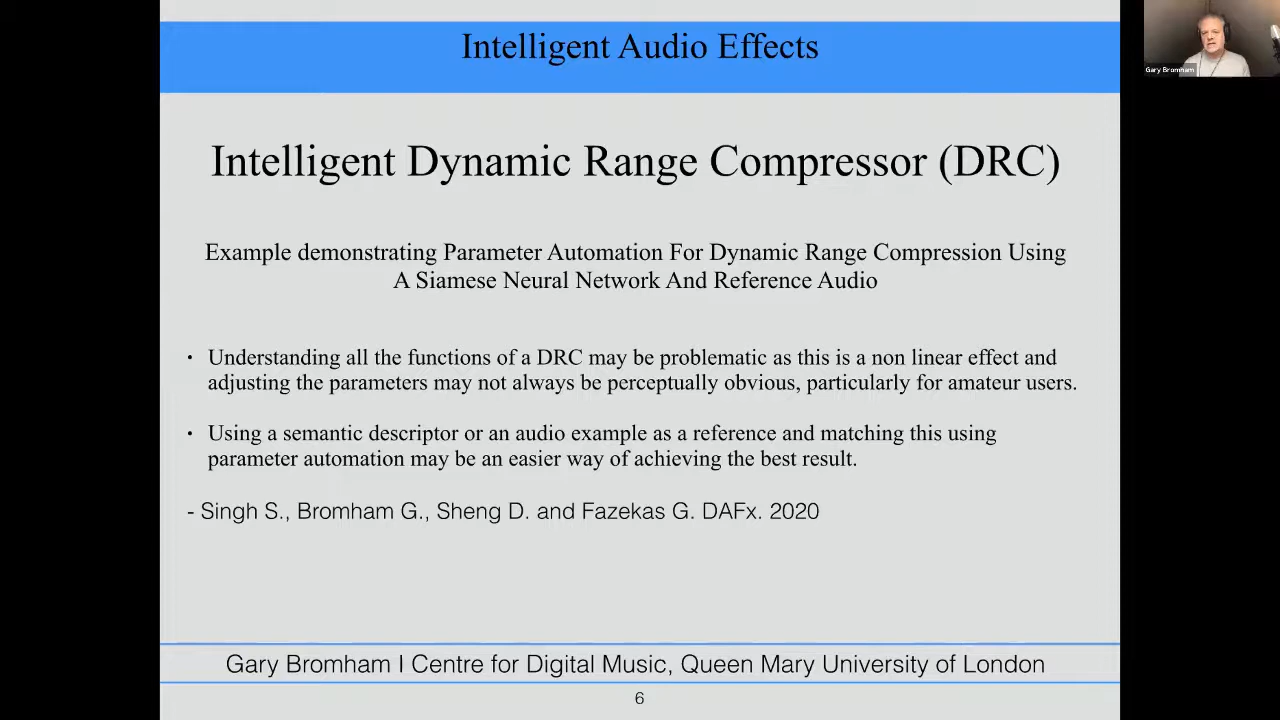 Intelligent Audio Effects
Gary Bromham
Intelligent Dynamic Range Compressor (DRC)
Example demonstrating Parameter Automation For Dynamic Range Compression Using
A Siamese Neural Network And Reference Audio
• Understanding all the functions of a DRC may be problematic as this is a non linear effect and
adjusting the parameters may not always be perceptually obvious, particularly for amateur users.
• Using a semantic descriptor or an audio example as a reference and matching this using
parameter automation may be an easier way of achieving the best result.
- Singh S., Bromham G., Sheng D. and Fazekas G. DAFx. 2020
Gary Bromham I Centre for Digital Music, Queen Mary University of London
6